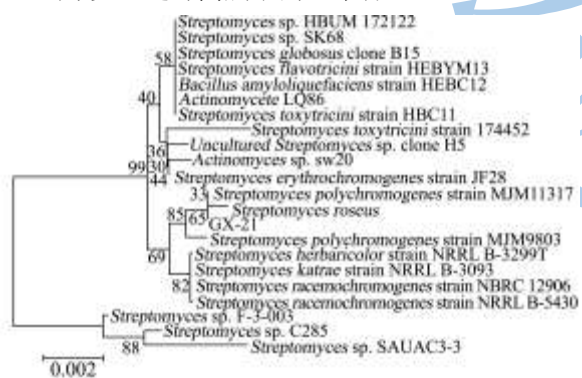 Streptomyces sp. HBUM 172122
Streptomyces sp. SK68
Streptomyces globosus clone B15
58
Streptomyces flavotricini strain HEBYM13
Bacillus amyloliquefaciens strain HEBC12
40
Actinomycete LQ86
Streptomyces toxytricini strain HBC11
Streptomyces toxytricini strain 174452
36
Uncultured Streptomyces sp. clone H5
99
30
Actinomyces sp. sw20
44
Streptomyces erythrochromogenes strain JF28
33
Streptomyces polychromogenes strain MJM11317
85
65
Streptomyces roseus
GX-21
Streptomyces polychromogenes strain MJM9803
69
Streptomyces herbaricolor strain NRRL B-3299T
Streptomyces katrae strain NRRL B-3093
82
Streptomyces racemochromogenes strain NBRC 12906
Streptomyces racemochromogenes strain NRRL B-5430
Streptomyces sp. F-3-003
Streptomyces sp. C285
88
Streptomyces sp. SAUAC3-3
0.002